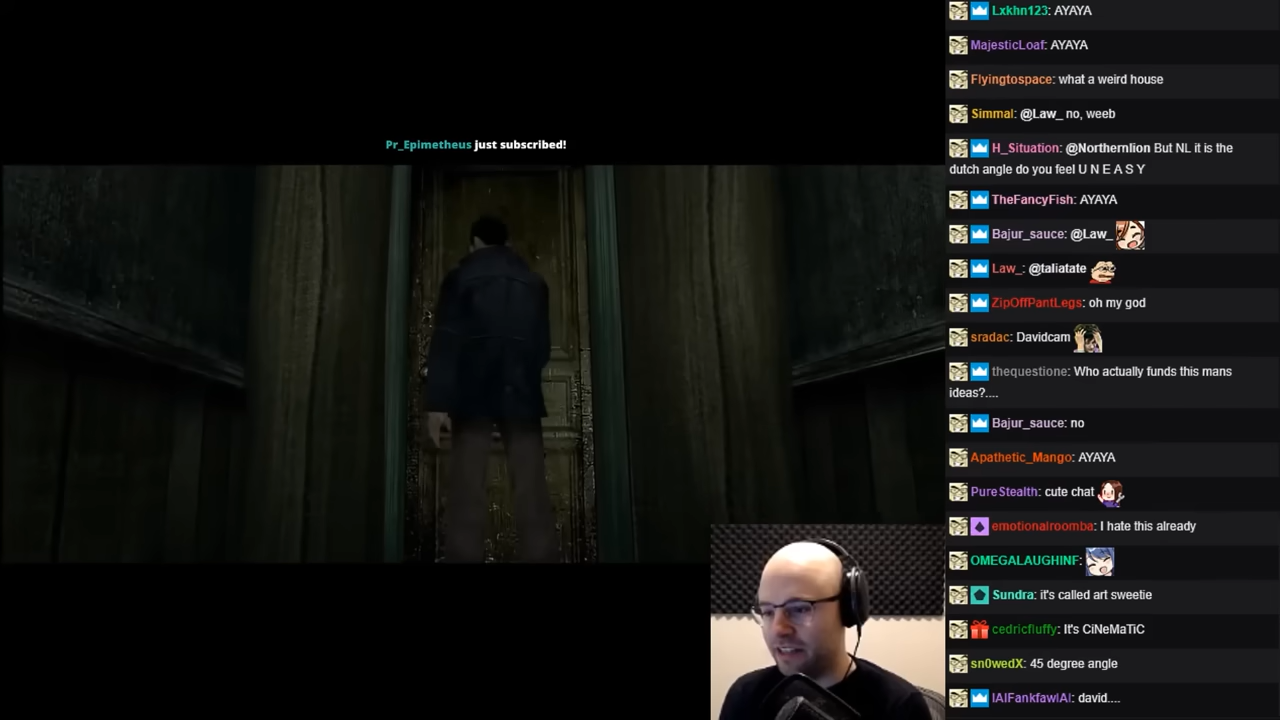 Pr_Epimetheus just subscribed!
Lxkhn123: AYAYA
MajesticLoaf: AYAYA
Flyingtospace: what a weird house
Simmal: @Law_ no, weeb
H_Situation: @Northernlion But NL it is the
dutch angle do you feel U N E A S Y
TheFancyFish: AYAYA
Bajur_sauce: @Law_
Law_: @taliatate
ZipOffPantLegs: oh my god
sradac: Davidcam
thequestione: Who actually funds this mans
ideas?....
Bajur_sauce: no
Apathetic_Mango: AYAYA
PureStealth: cute chat
emotionalroomba: I hate this already
OMEGALAUGHINF:
Sundra: it's called art sweetie
cedricfluffy: It's CiNeMaTiC
sn0wedX: 45 degree angle
IAIFankfawIAI: david....